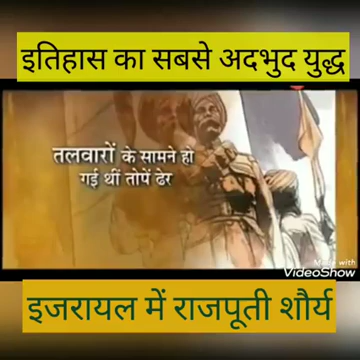 इतिहास का सबसे अदभुद युद्ध
तलवारों के सामने हो
गई थीं तोपें ढेर
Made with
VideoShow
इजरायल में राजपूती शौर्य